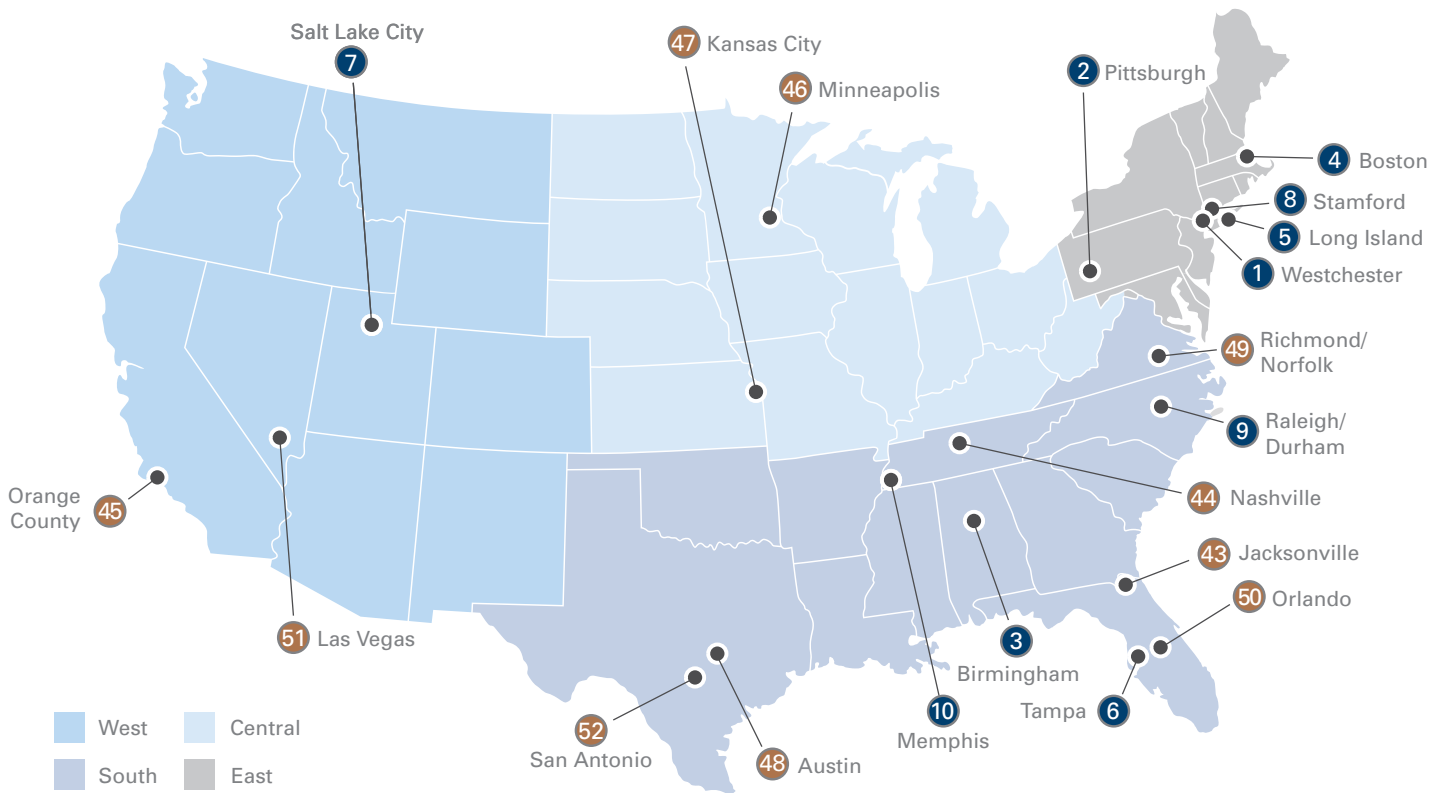 Salt Lake City
7
47 Kansas City
46 Minneapolis
2 Pittsburgh
4 Boston
8 Stamford
5 Long Island
1 Westchester
49 Richmond/
Norfolk
9 Raleigh/
Durham
44 Nashville
43 Jacksonville
50 Orlando
Orange
County 45
51 Las Vegas
3
Birmingham
Tampa 6
10
Memphis
52
San Antonio
48 Austin
West
Central
South
East